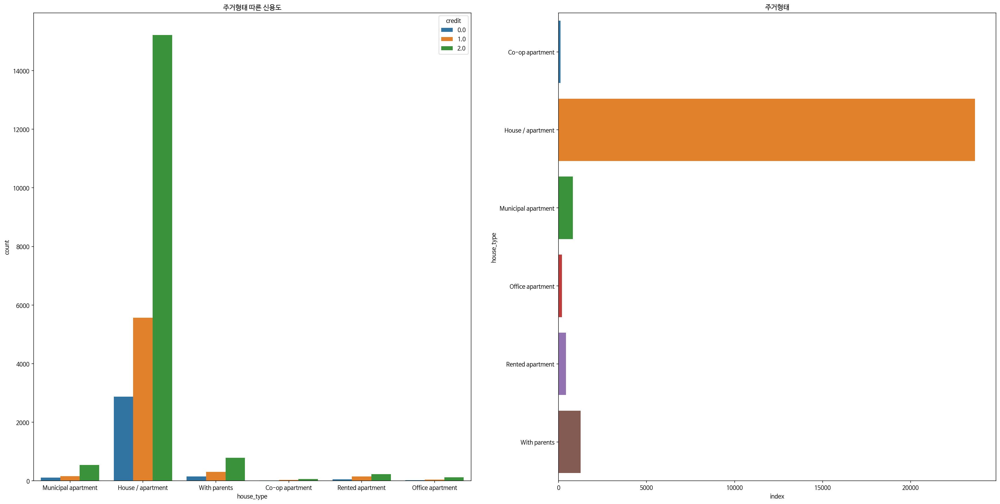 주거형태 따른 신용도
credit
0.0
1.0
2.0
14000
12000
10000
8000
6000
4000
2000
0
count
Municipal apartment
House / apartment
With parents
Co-op apartment
Rented apartment
Office apartment
house_type
주거형태
Co-op apartment
House / apartment
Municipal apartment
Office apartment
Rented apartment
With parents
house_type
0
5000
10000
15000
20000
index